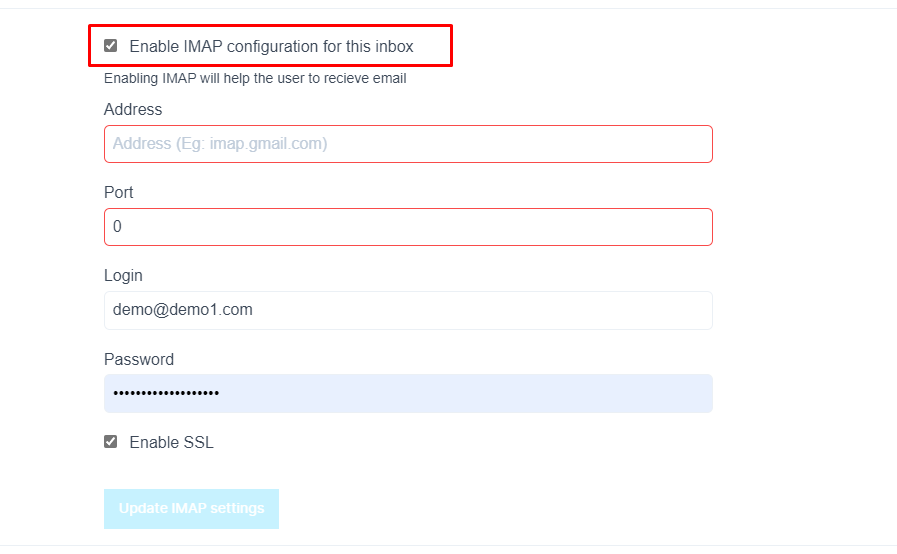 Enable IMAP configuration for this inbox
Enabling IMAP will help the user to recieve email
Address
Address (Eg: imap.gmail.com)
Port
0
Login
demo@demo1.com
Password
•••••••••••••••••••
Enable SSL
Update IMAP settings